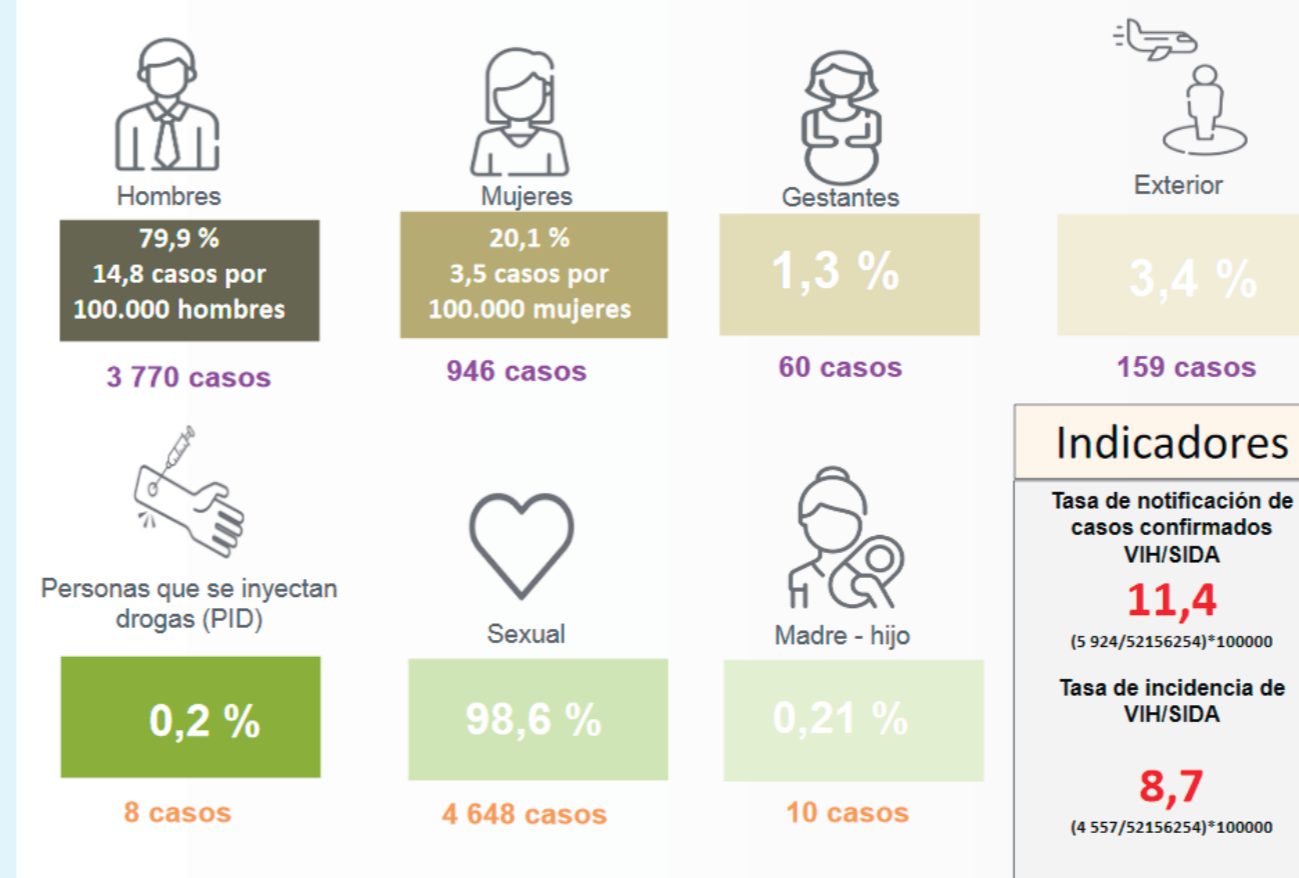 Hombres
79,9 %
14,8 casos por
100.000 hombres
3 770 casos
Mujeres
20,1 %
3,5 casos por
100.000 mujeres
946 casos
Gestantes
1,3 %
60 casos
Exterior
3,4 %
159 casos
Personas que se inyectan
drogas (PID)
0,2 %
8 casos
Sexual
98,6 %
4 648 casos
Madre - hijo
0,21 %
10 casos
Indicadores
Tasa de notificación de
casos confirmados
VIH/SIDA
11,4
(5 924/52156254)*100000
Tasa de incidencia de
VIH/SIDA
8,7
(4 557/52156254)*100000